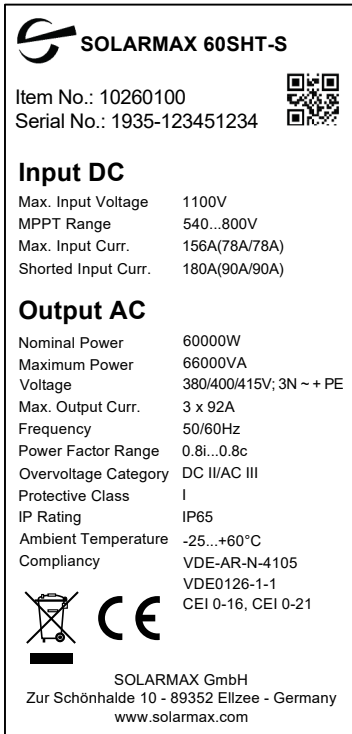 SOLARMAX 60SHT-S
Item No.: 10260100
Serial No.: 1935-123451234
Input DC
Max. Input Voltage 1100V
MPPT Range 540...800V
Max. Input Curr. 156A(78A/78A)
Shorted Input Curr. 180A(90A/90A)
Output AC
Nominal Power 60000W
Maximum Power 66000VA
Voltage 380/400/415V; 3N ~ + PE
Max. Output Curr. 3 x 92A
Frequency 50/60Hz
Power Factor Range 0.8i...0.8c
Overvoltage Category DC II/AC III
Protective Class I
IP Rating IP65
Ambient Temperature -25...+60°C
Compliancy VDE-AR-N-4105
VDE0126-1-1
CEI 0-16, CEI 0-21
CE
SOLARMAX GmbH
Zur Schönhalde 10 - 89352 Ellzee - Germany
www.solarmax.com